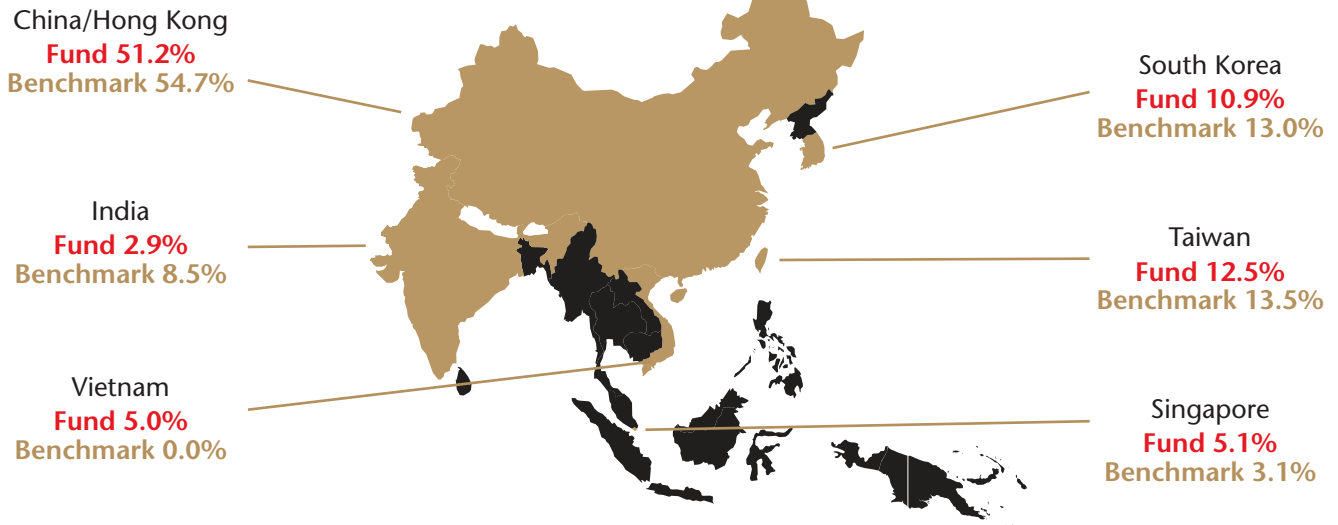 China/Hong Kong
Fund 51.2%
Benchmark 54.7%
India
Fund 2.9%
Benchmark 8.5%
Vietnam
Fund 5.0%
Benchmark 0.0%
South Korea
Fund 10.9%
Benchmark 13.0%
Taiwan
Fund 12.5%
Benchmark 13.5%
Singapore
Fund 5.1%
Benchmark 3.1%